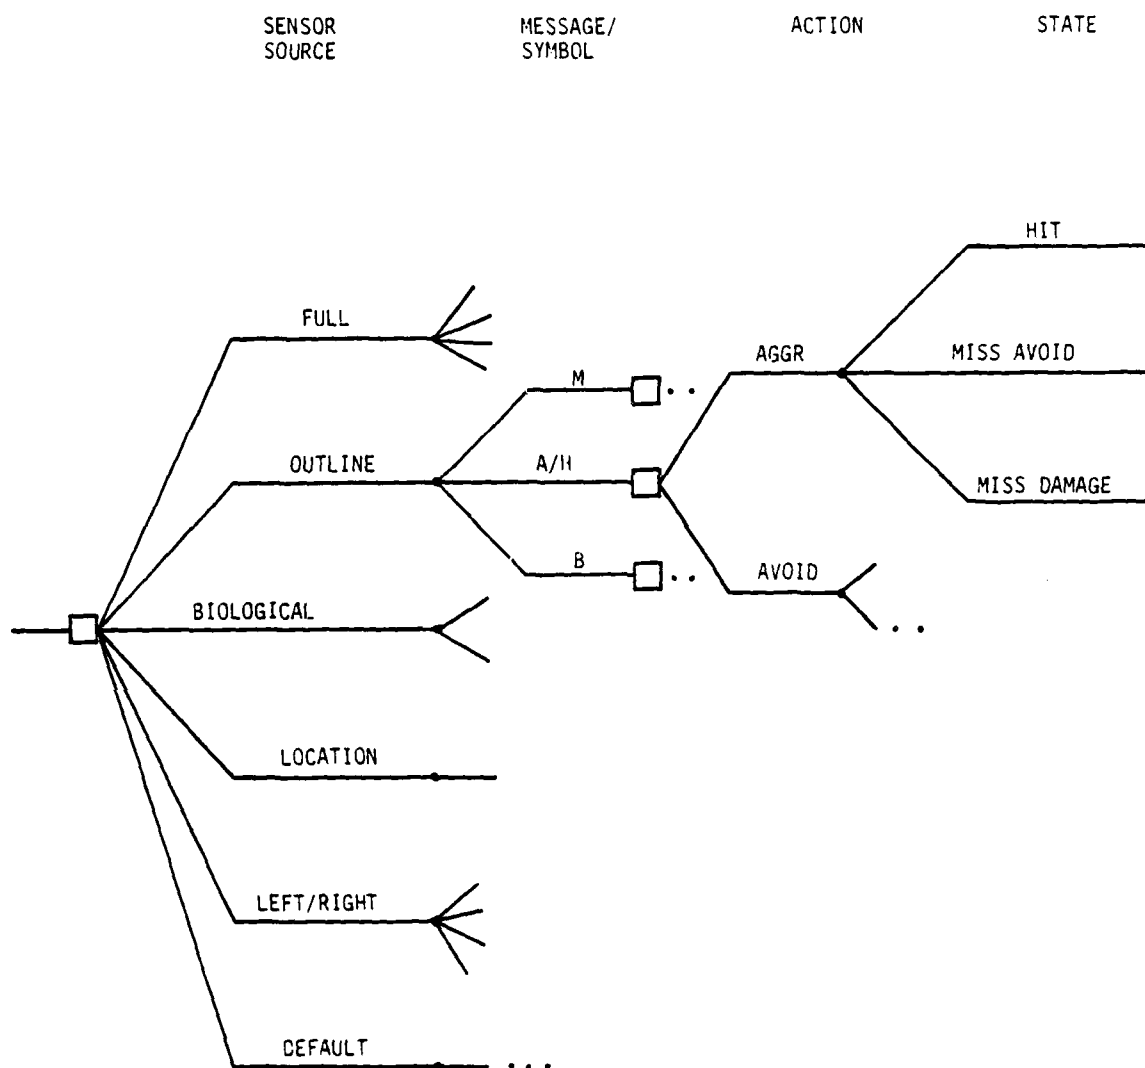 SENSOR SOURCE
MESSAGE/ SYMBOL
ACTION
STATE
HIT
FULL
AGGR
MISS AVOID
M
OUTLINE
A/H
MISS DAMAGE
B
AVOID
BIOLOGICAL
LOCATION
LEFT/RIGHT
DEFAULT